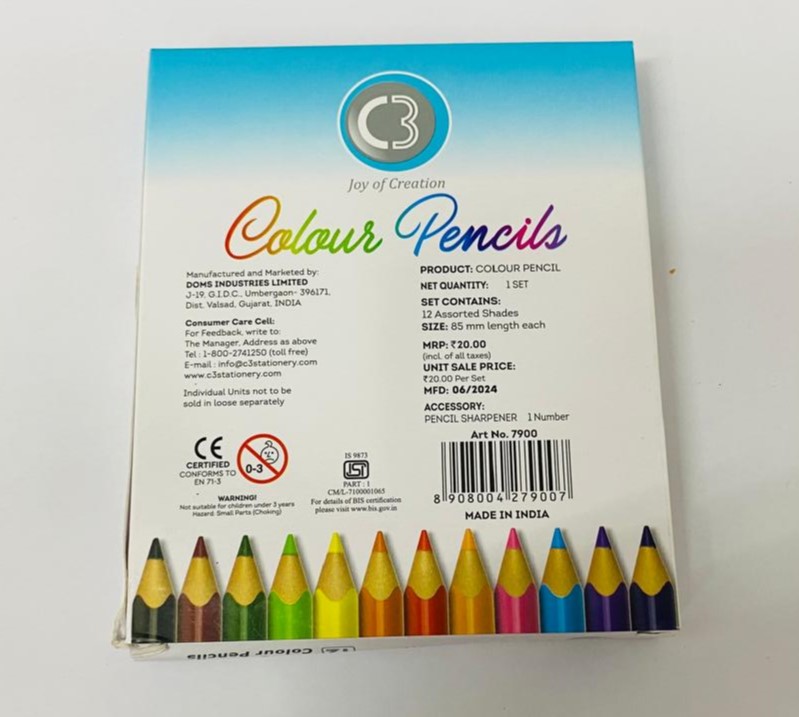 C3
Joy of Creation
Colour Pencils
Manufactured and Marketed by:
DOMS INDUSTRIES LIMITED
J-19, G.I.D.C., Umbergaon- 396171,
Dist. Valsad, Gujarat, INDIA
Consumer Care Cell:
For Feedback, write to:
The Manager, Address as above
Tel : 1-800-2741250 (toll free)
E-mail : info@c3stationery.com
www.c3stationery.com
Individual Units not to be
sold in loose separately
PRODUCT: COLOUR PENCIL
NET QUANTITY: 1 SET
SET CONTAINS:
12 Assorted Shades
SIZE: 85 mm length each
MRP: ₹20.00
(incl. of all taxes)
UNIT SALE PRICE:
₹20.00 Per Set
MFD: 06/2024
ACCESSORY:
PENCIL SHARPENER 1 Number
Art No. 7900
8 908004 279007
MADE IN INDIA
CE
CERTIFIED
CONFORMS TO
EN 71-3
0-3
WARNING!
Not suitable for children under 3 years
Hazard: Small Parts (Choking)
IS 9873
ISI
PART : 1
CM/L-7100001065
For details of BIS certification
please visit www.bis.gov.in
Colour Pencils